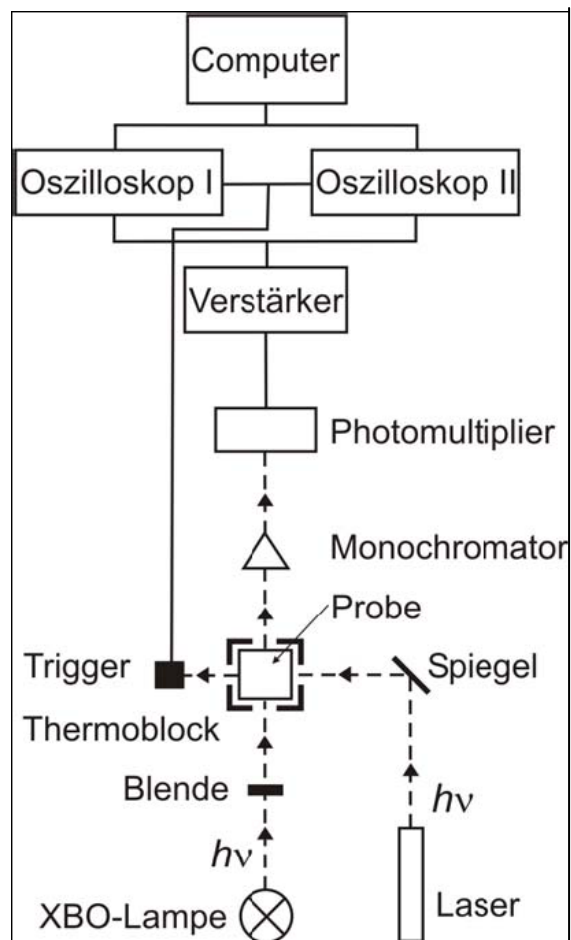 Computer
Oszilloskop I
Oszilloskop II
Verstärker
Photomultiplier
Monochromator
Probe
Trigger
Spiegel
Thermoblock
Blende
hν
hν
XBO-Lampe
Laser